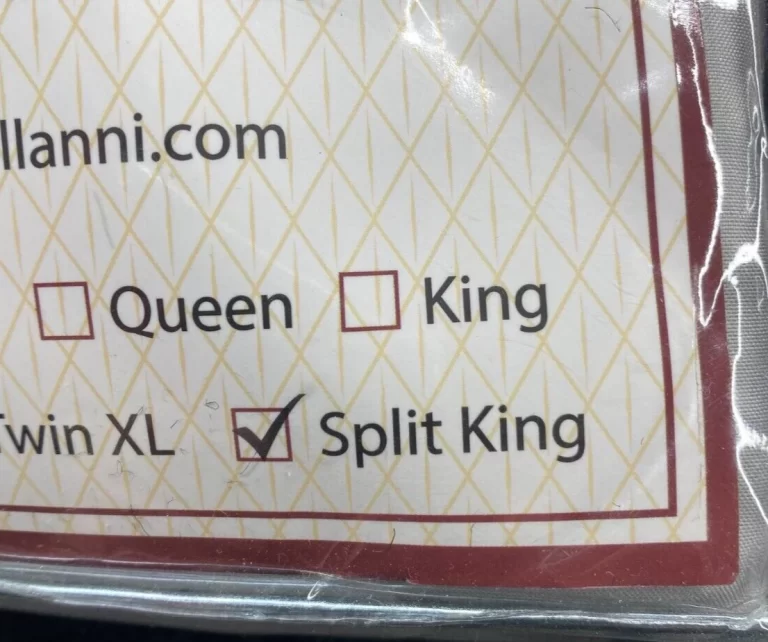 llanni.com
Queen King
Twin XL Split King